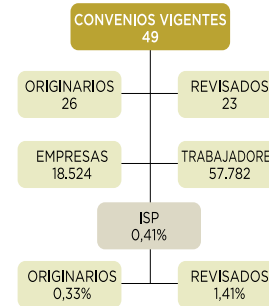 CONVENIOS VIGENTES
49
ORIGINARIOS
26
REVISADOS
23
EMPRESAS
18.524
TRABAJADORE
57.782
ISP
0,41%
ORIGINARIOS
0,33%
REVISADOS
1,41%